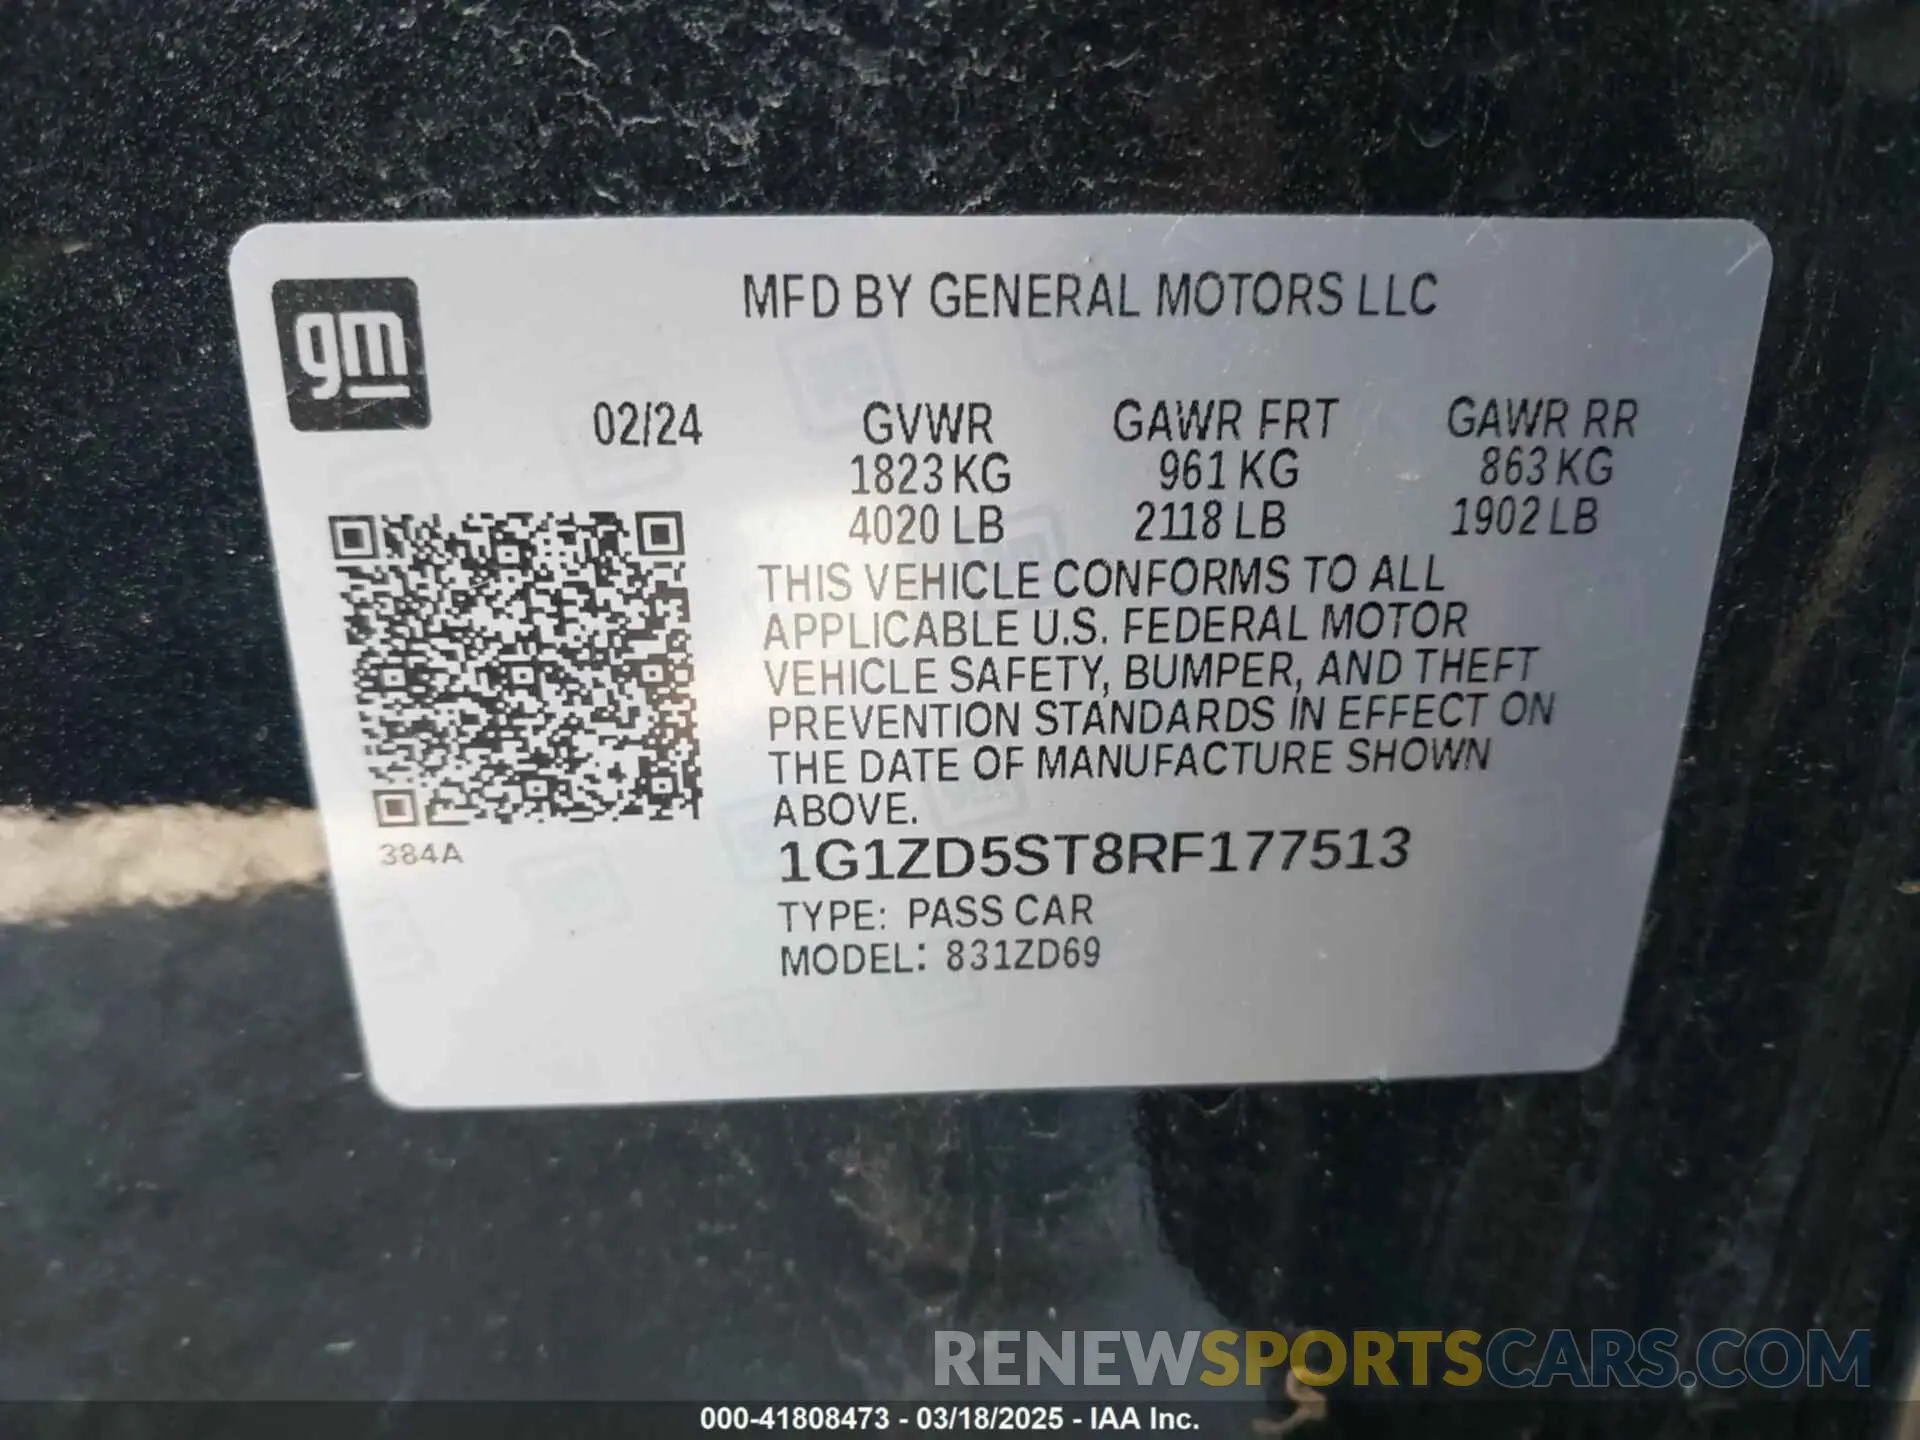 gm
MFD BY GENERAL MOTORS LLC
02/24 GVWR GAWR FRT GAWR RR
1823 KG 961 KG 863 KG
4020 LB 2118 LB 1902 LB
THIS VEHICLE CONFORMS TO ALL
APPLICABLE U.S. FEDERAL MOTOR
VEHICLE SAFETY, BUMPER, AND THEFT
PREVENTION STANDARDS IN EFFECT ON
THE DATE OF MANUFACTURE SHOWN
ABOVE.
384A
1G1ZD5ST8RF177513
TYPE: PASS CAR
MODEL: 831ZD69
RENEWSPORTSCARS.COM
000-41808473 - 03/18/2025 - IAA Inc.